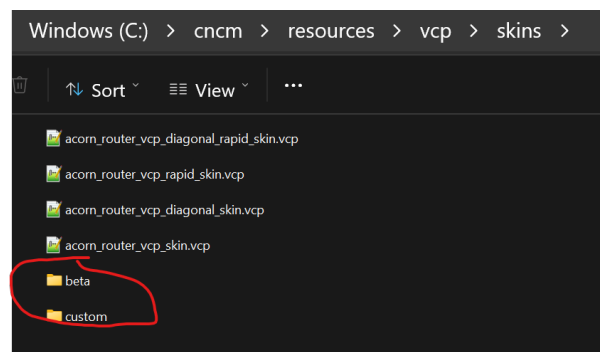 Windows (C:) > cncm > resources > vcp > skins >
Sort View ...
acorn_router_vcp_diagonal_rapid_skin.vcp
acorn_router_vcp_rapid_skin.vcp
acorn_router_vcp_diagonal_skin.vcp
acorn_router_vcp_skin.vcp
beta
custom